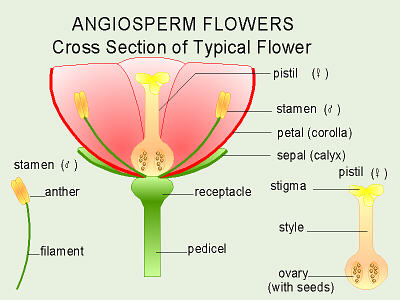 ANGIOSPERM FLOWERS
Cross Section of Typical Flower
pistil (♀)
stamen (♂)
petal (corolla)
sepal (calyx)
stamen (♂)
pistil (♀)
anther
receptacle
stigma
style
filament
pedicel
ovary
(with seeds)